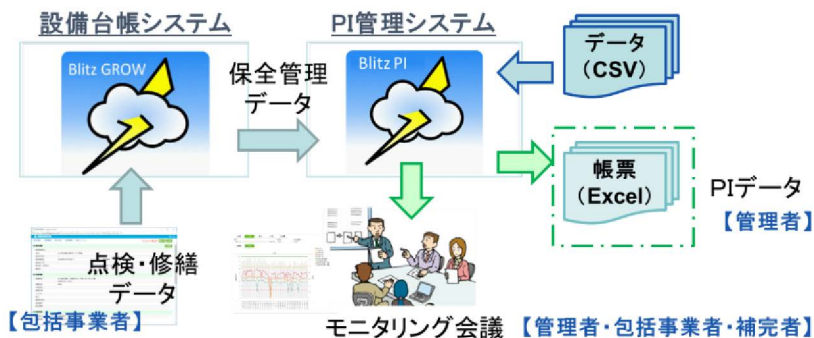 設備台帳システム
PI管理システム
Blitz GROW
Blitz PI
保全管理
データ
データ
(CSV)
帳票
(Excel)
PIデータ
【管理者】
点検・修繕
データ
【包括事業者】
モニタリング会議
【管理者・包括事業者・補完者】